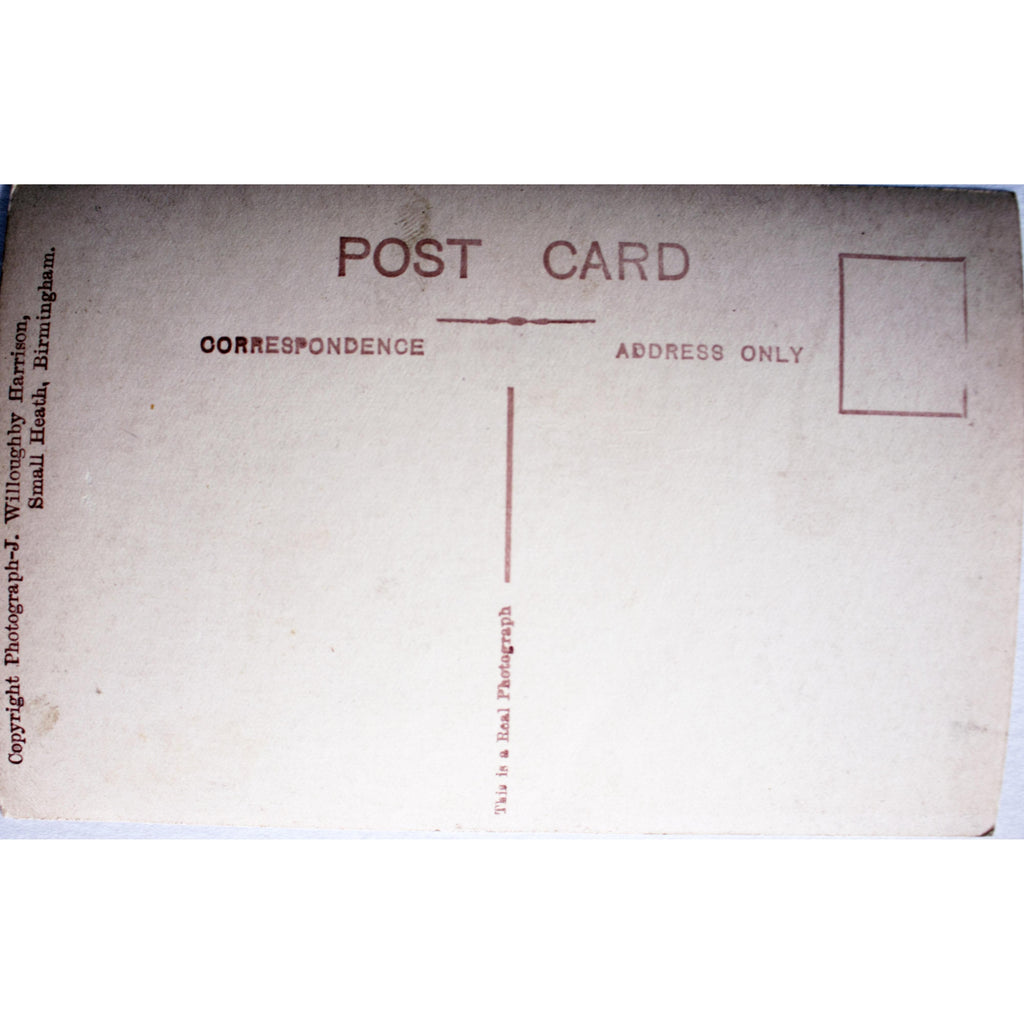 POST CARD
CORRESPONDENCE
ADDRESS ONLY
Copyright Photograph-J. Willoughby Harrison,
Small Heath, Birmingham.
This is a Real Photograph